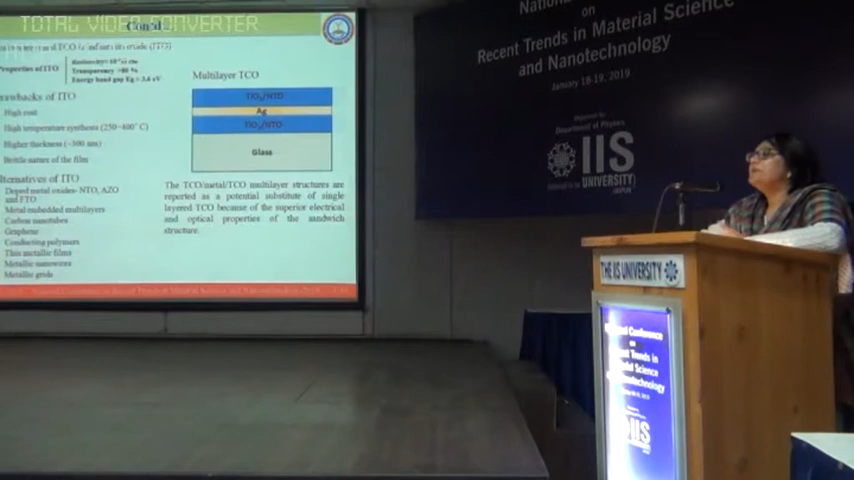 TOTAL VIDEO CONVERTER
Cont'd
Properties of ITO
Transparency >80 %
Energy band gap Eg > 3.6 eV
Drawbacks of ITO
High cost
High temperature synthesis (250-400° C)
Higher thickness (~300 nm)
Brittle nature of the film
Alternatives of ITO
Doped metal oxides- NTO, AZO
and FTO
Metal embedded multilayers
Carbon nanotubes
Graphene
Conducting polymers
Thin metallic films
Metallic nanowires
Metallic grids
Multilayer TCO
TiO2/NTO
Ag
TiO2/NTO
Glass
The TCO/metal/TCO multilayer structures are
reported as a potential substitute of single
layered TCO because of the superior electrical
and optical properties of the sandwich
structure
on
Recent Trends in Material Science
and Nanotechnology
January 18-19, 2019
Organized by
Department of Physics
IIS
UNIVERSITY
JAIPUR
THE IIS UNIVERSITY
Conference
on
Trends in
Science
IIS
UNIVERSITY